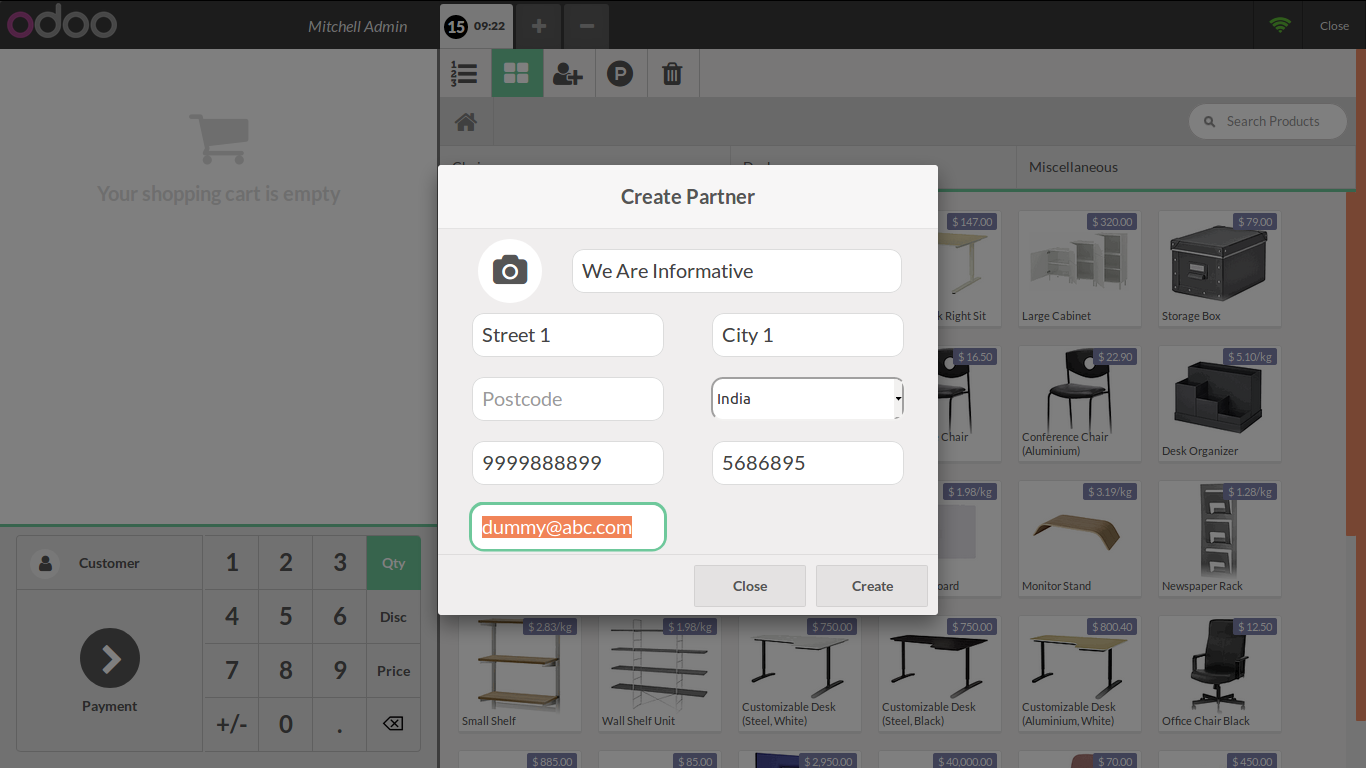 odoo
Mitchell Admin
15 09:22
+
−
Close
1
2
3
P
Search Products
Your shopping cart is empty
Miscellaneous
Create Partner
We Are Informative
Street 1
City 1
Postcode
India
9999888899
5686895
dummy@abc.com
Close
Create
$ 147.00
Right Sit
$ 320.00
Large Cabinet
$ 79.00
Storage Box
$ 16.50
Chair
$ 22.90
Conference Chair
(Aluminium)
$ 5.10/kg
Desk Organizer
$ 1.98/kg
$ 3.19/kg
Monitor Stand
$ 1.28/kg
Newspaper Rack
$ 2.83/kg
Small Shelf
$ 1.98/kg
Wall Shelf Unit
$ 750.00
Customizable Desk
(Steel, White)
$ 750.00
Customizable Desk
(Steel, Black)
$ 800.40
Customizable Desk
(Aluminium, White)
$ 12.50
Office Chair Black
$ 885.00
$ 85.00
$ 2,950.00
$ 40,000.00
$ 70.00
$ 450.00
Customer
1 2 3 Qty
4 5 6 Disc
7 8 9 Price
+/- 0 .
Payment